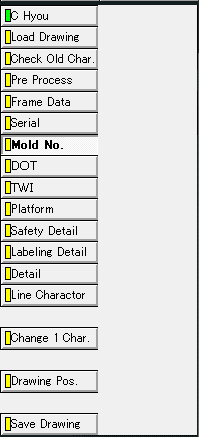 C Hyou
Load Drawing
Check Old Char.
Pre Process
Frame Data
Serial
Mold No.
DOT
TWI
Platform
Safety Detail
Labeling Detail
Detail
Line Charactor
Change 1 Char.
Drawing Pos.
Save Drawing